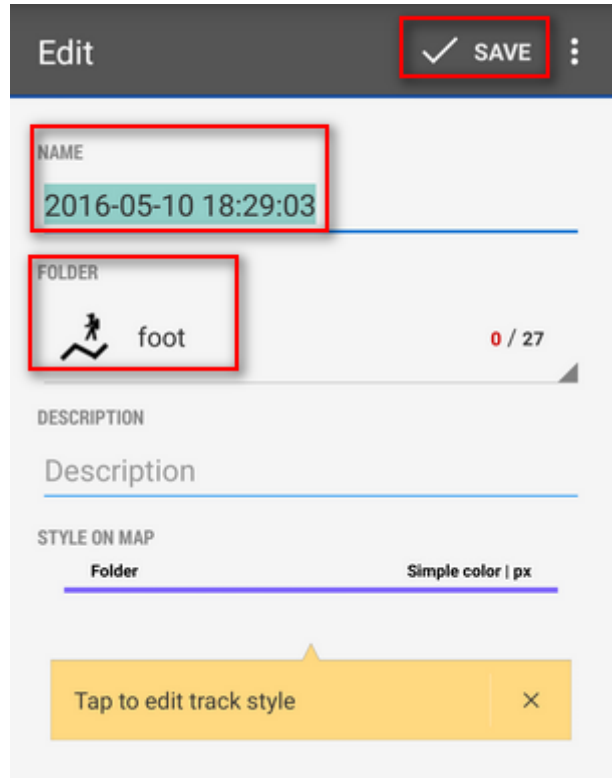 Edit SAVE
NAME
2016-05-10 18:29:03
FOLDER
foot 0 / 27
DESCRIPTION
Description
STYLE ON MAP
Folder Simple color | px
Tap to edit track style